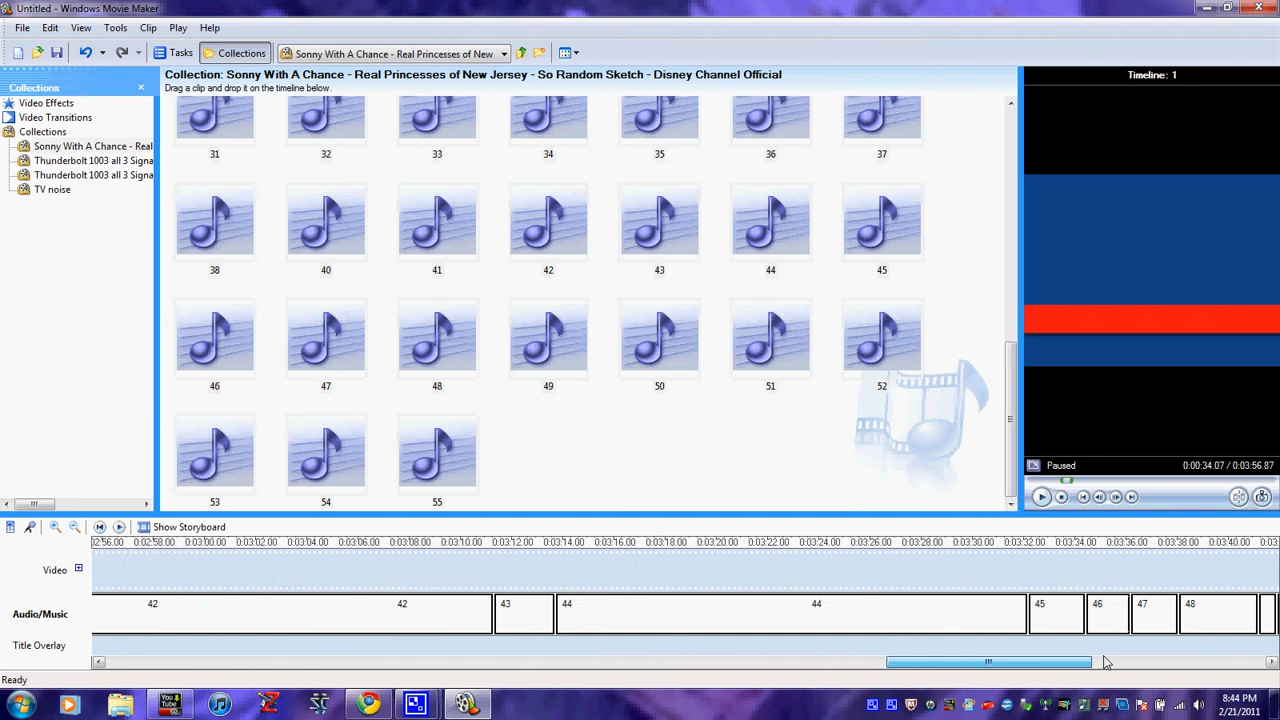 Untitled - Windows Movie Maker
File Edit View Tools Clip Play Help
Tasks Collections Sonny With A Chance - Real Princesses of New
Collections
Video Effects
Video Transitions
Collections
Sonny With A Chance - Real
Thunderbolt 1003 all 3 Signa
Thunderbolt 1003 all 3 Signa
TV noise
Collection: Sonny With A Chance - Real Princesses of New Jersey - So Random Sketch - Disney Channel Official
Drag a clip and drop it on the timeline below.
31 32 33 34 35 36 37
38 40 41 42 43 44 45
46 47 48 49 50 51 52
53 54 55
Timeline: 1
Paused 0:00:34.07 / 0:03:56.87
Show Storyboard
02:56.00 0:02:58.00 0:03:00.00 0:03:02.00 0:03:04.00 0:03:06.00 0:03:08.00 0:03:10.00 0:03:12.00 0:03:14.00 0:03:16.00 0:03:18.00 0:03:20.00 0:03:22.00 0:03:24.00 0:03:26.00 0:03:28.00 0:03:30.00 0:03:32.00 0:03:34.00 0:03:36.00 0:03:38.00 0:03:40.00 0:03
Video
Audio/Music 42 42 43 44 44 45 46 47 48
Title Overlay
Ready
You Tube
8:44 PM
2/21/2011